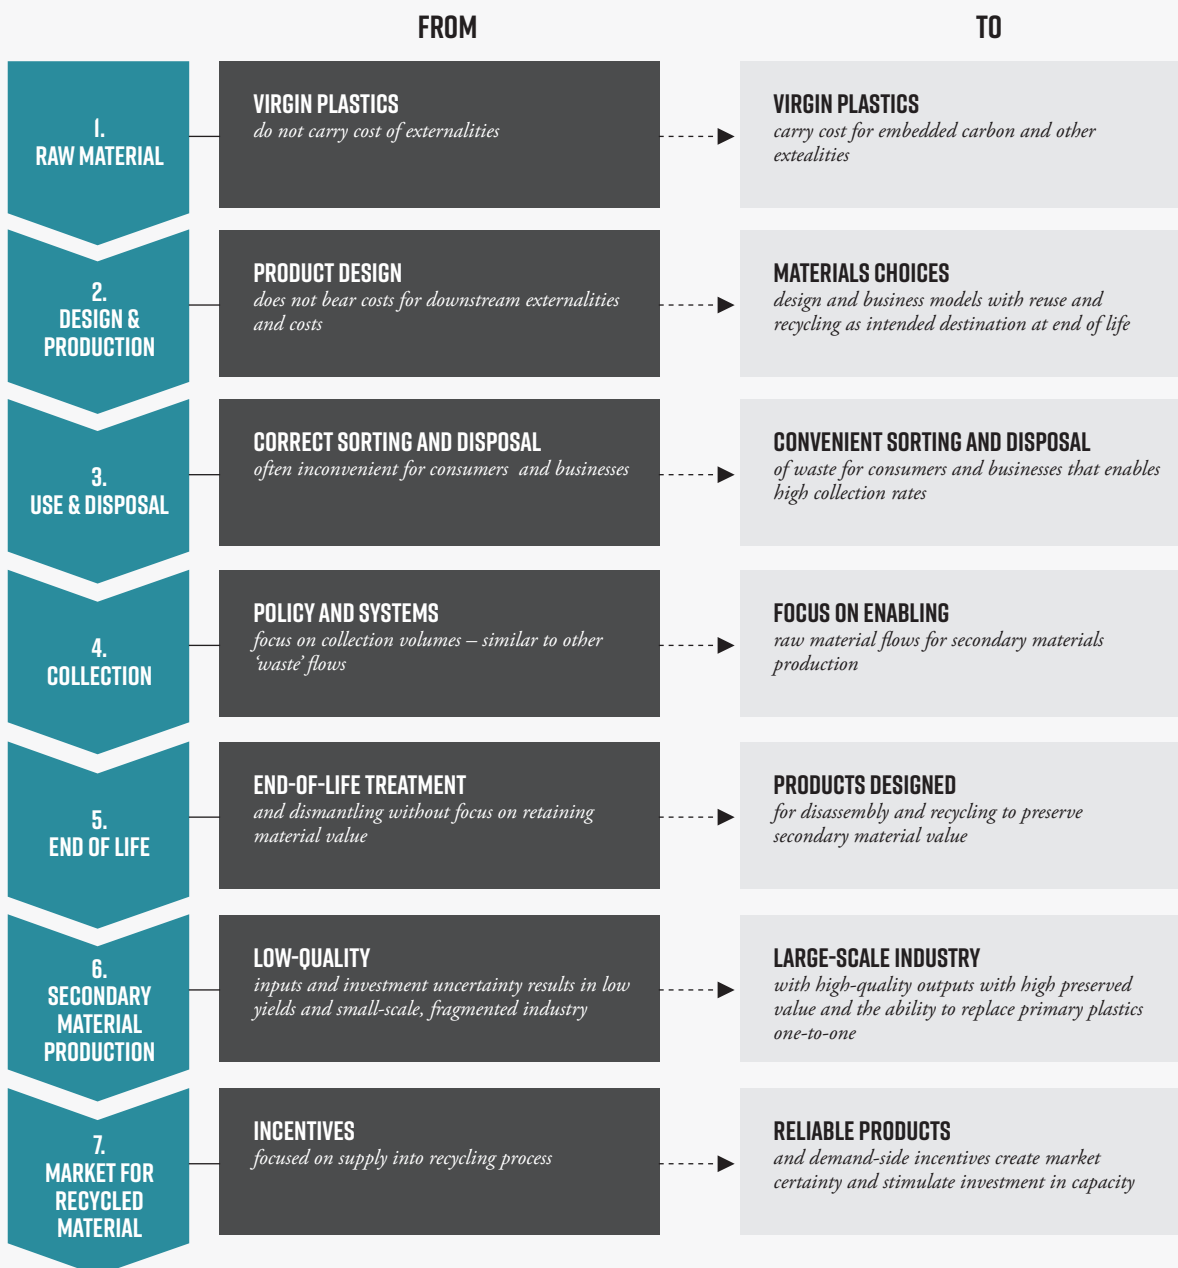 FROM
TO
1.
RAW MATERIAL
VIRGIN PLASTICS
do not carry cost of externalities
VIRGIN PLASTICS
carry cost for embedded carbon and other
extealities
2.
DESIGN &
PRODUCTION
PRODUCT DESIGN
does not bear costs for downstream externalities
and costs
MATERIALS CHOICES
design and business models with reuse and
recycling as intended destination at end of life
3.
USE & DISPOSAL
CORRECT SORTING AND DISPOSAL
often inconvenient for consumers  and businesses
CONVENIENT SORTING AND DISPOSAL
of waste for consumers and businesses that enables
high collection rates
4.
COLLECTION
POLICY AND SYSTEMS
focus on collection volumes – similar to other
‘waste’ flows
FOCUS ON ENABLING
raw material flows for secondary materials
production
5.
END OF LIFE
END-OF-LIFE TREATMENT
and dismantling without focus on retaining
material value
PRODUCTS DESIGNED
for disassembly and recycling to preserve
secondary material value
6.
SECONDARY
MATERIAL
PRODUCTION
LOW-QUALITY
inputs and investment uncertainty results in low
yields and small-scale, fragmented industry
LARGE-SCALE INDUSTRY
with high-quality outputs with high preserved
value and the ability to replace primary plastics
one-to-one
7.
MARKET FOR
RECYCLED
MATERIAL
INCENTIVES
focused on supply into recycling process
RELIABLE PRODUCTS
and demand-side incentives create market
certainty and stimulate investment in capacity